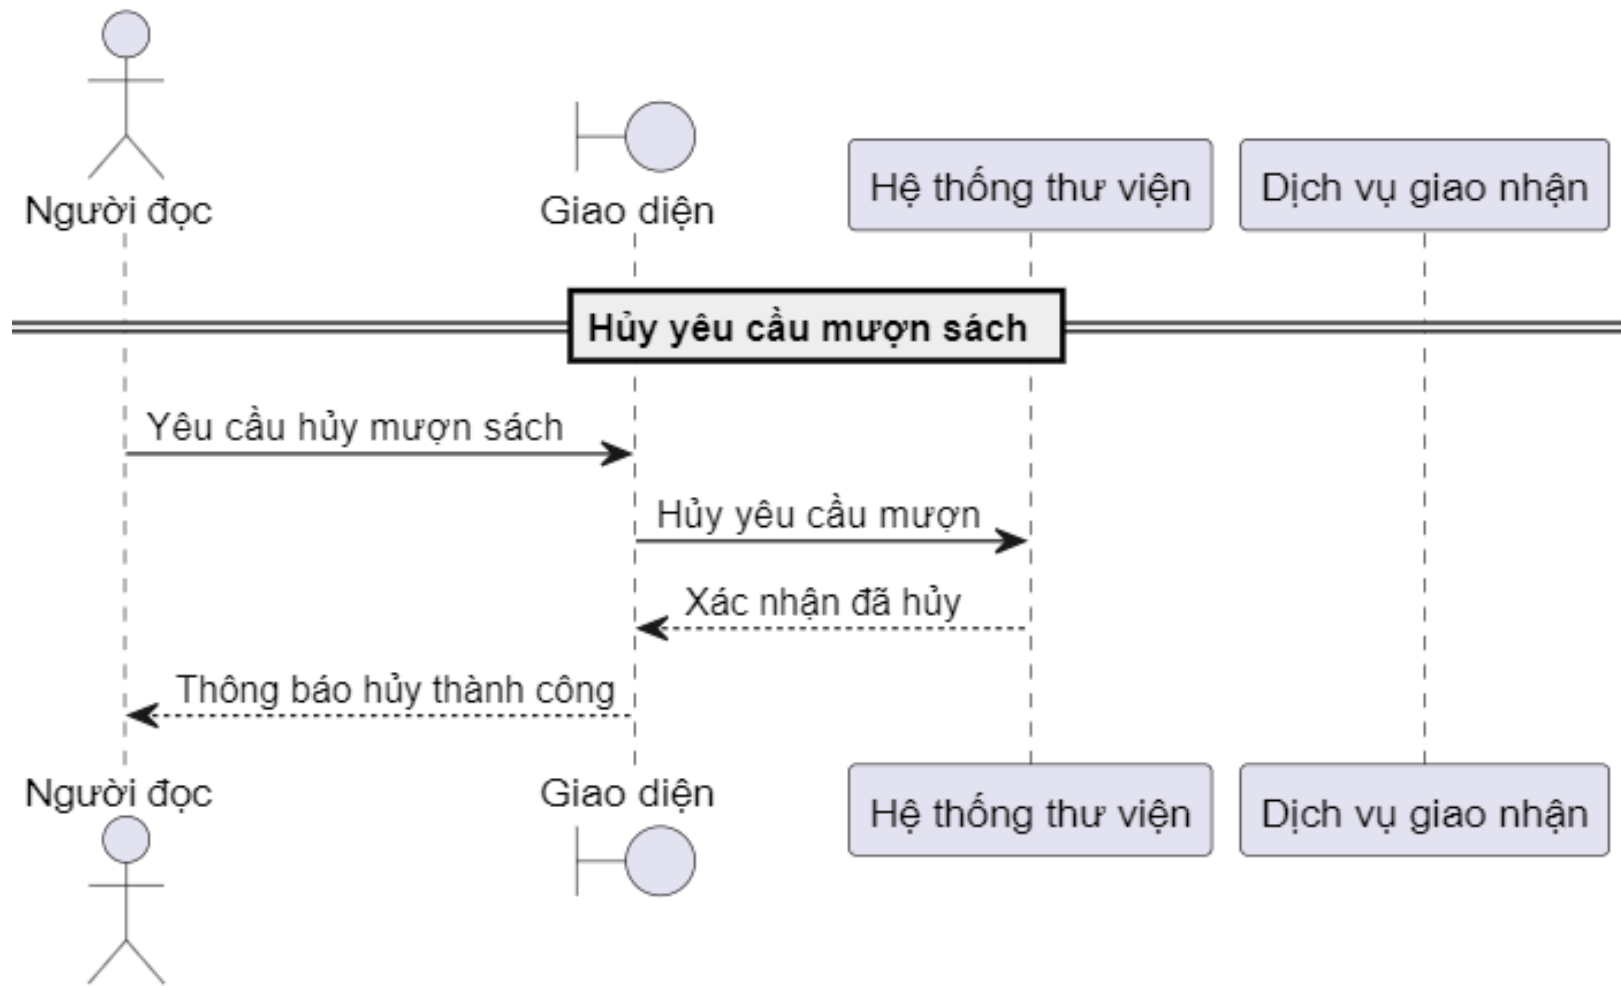 Người đọc
Giao diện
Hệ thống thư viện
Dịch vụ giao nhận
Hủy yêu cầu mượn sách
Yêu cầu hủy mượn sách
Hủy yêu cầu mượn
Xác nhận đã hủy
Thông báo hủy thành công
Người đọc
Giao diện
Hệ thống thư viện
Dịch vụ giao nhận